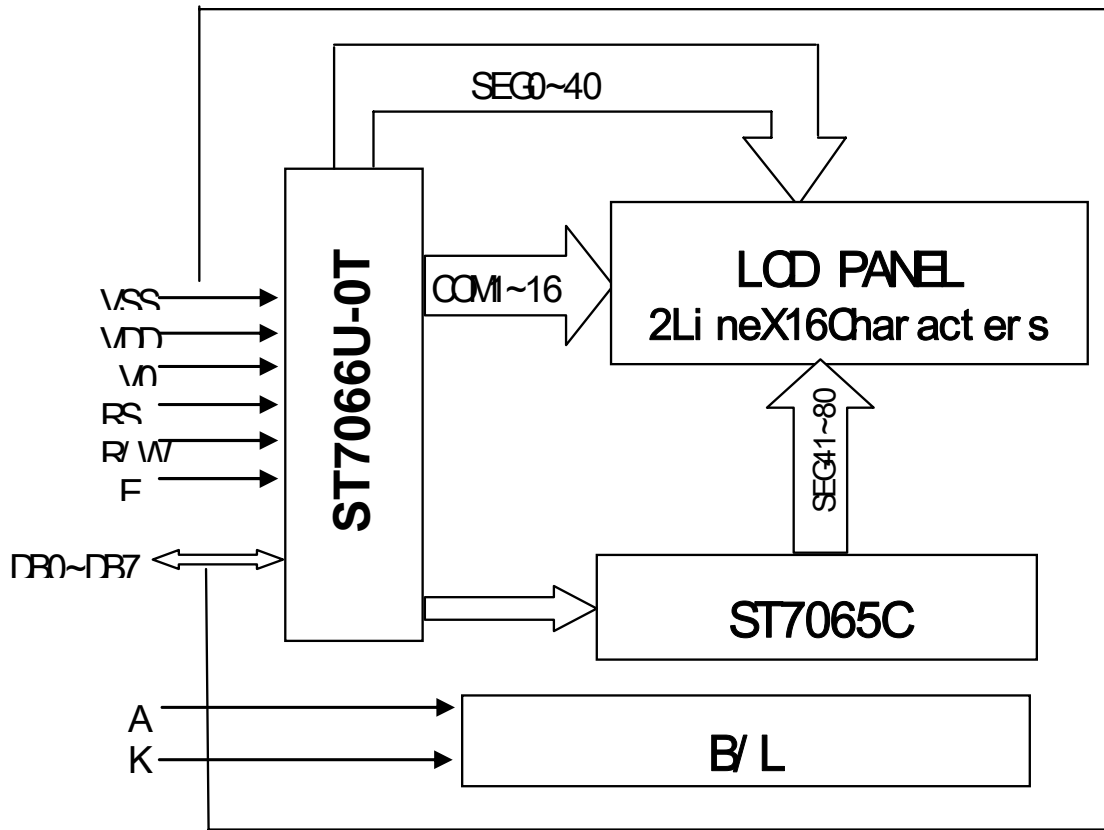 SEG0~40
LCD PANEL
2LineX16Characters
COM1~16
ST7066U-0T
VSS
VDD
V0
RS
R/W
E
DB0~DB7
SEG41~80
ST7065C
A
K
B/L